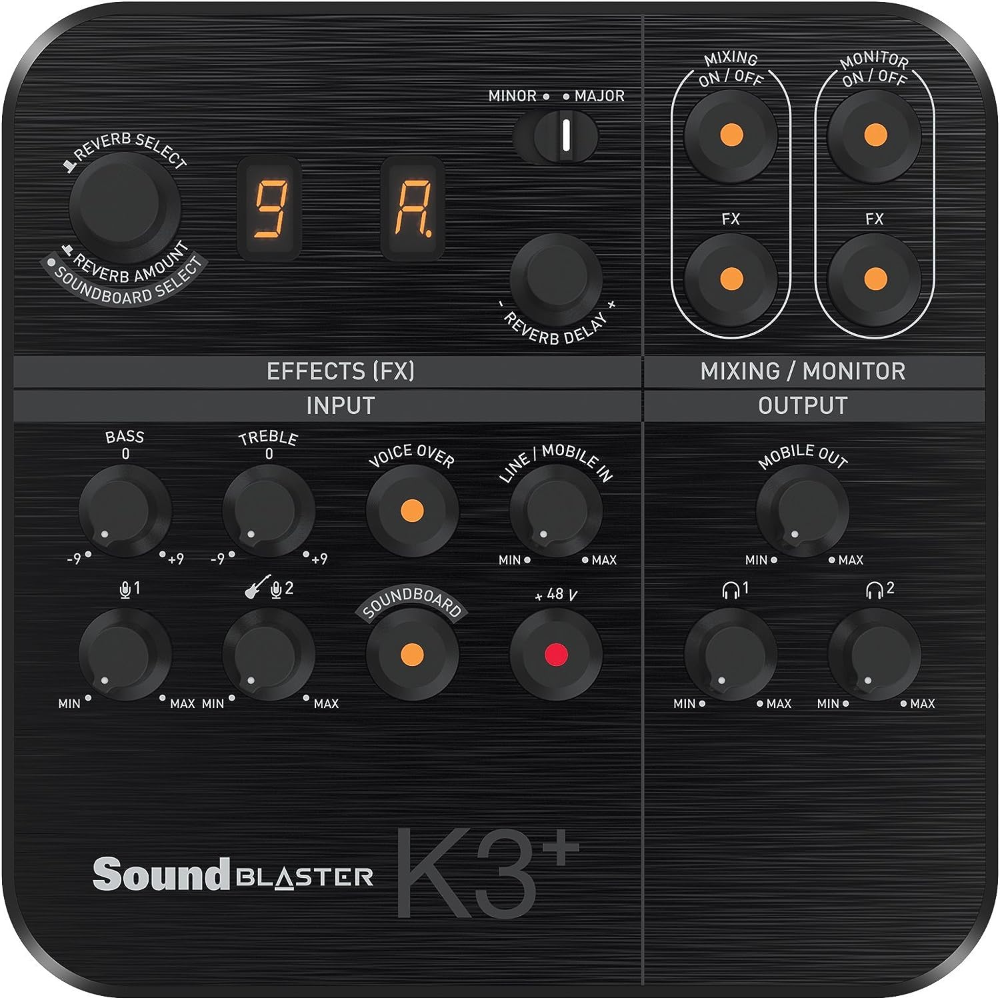 REVERB SELECT
REVERB AMOUNT
SOUNDBOARD SELECT
9
A.
MINOR • • MAJOR
- REVERB DELAY +
MIXING
ON / OFF
FX
MONITOR
ON / OFF
FX
EFFECTS (FX)
MIXING / MONITOR
INPUT
OUTPUT
BASS
0
-9 +9
TREBLE
0
-9 +9
VOICE OVER
LINE / MOBILE IN
MIN MAX
MOBILE OUT
MIN MAX
1
MIN MAX
2
MIN MAX
SOUNDBOARD
+ 48 V
1
MIN MAX
2
MIN MAX
Sound BLASTER
K3+